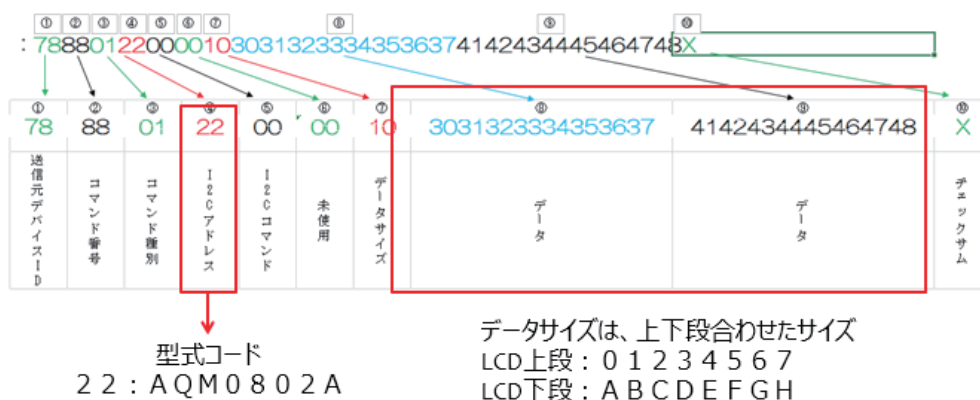 ① ② ③ ④ ⑤ ⑥ ⑦ ⑧ ⑨ ⑩
:7888012200001030313233343536374142434445464748X
① ② ③ ④ ⑤ ⑥ ⑦ ⑧ ⑨ ⑩
78 88 01 22 00 00 10 3031323334353637 4142434445464748 X
送信元デバイスID コマンド番号 コマンド種別 I2Cアドレス I2Cコマンド 未使用 データサイズ データ データ チェックサム
型式コード
22：AQM0802A
データサイズは、上下段合わせたサイズ
LCD上段：01234567
LCD下段：ABCDEFGH